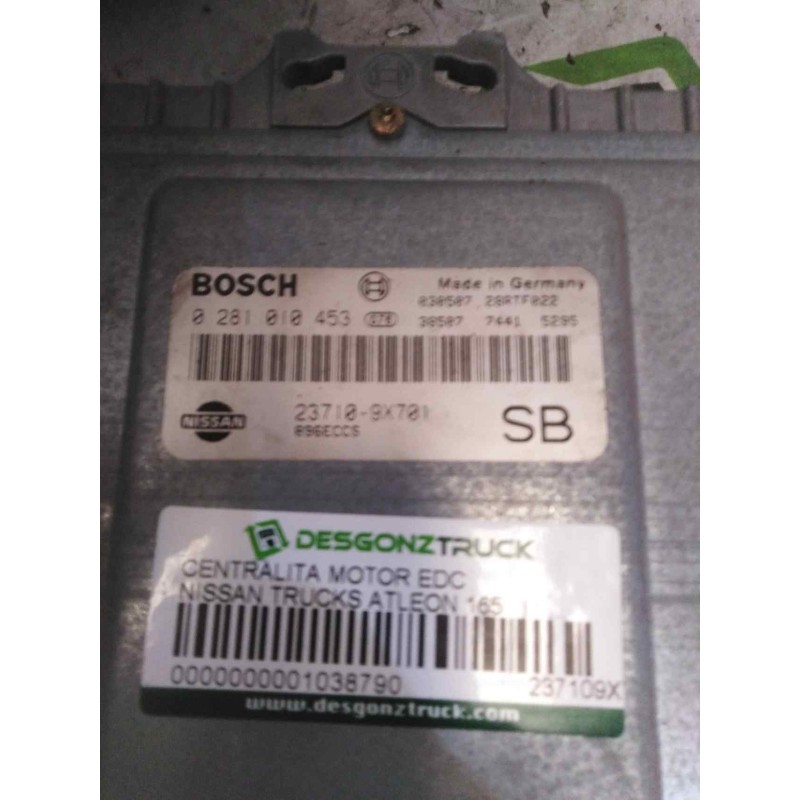 BOSCH
Made in Germany
030507 28RTF022
0 281 010 453 G7E 38507 7441 5295
NISSAN
23710-9X701
896ECCS
SB
DESGONZTRUCK
CENTRALITA MOTOR EDC
NISSAN TRUCKS ATLEON 165
0000000001038790
237109X
www.desgonztruck.com